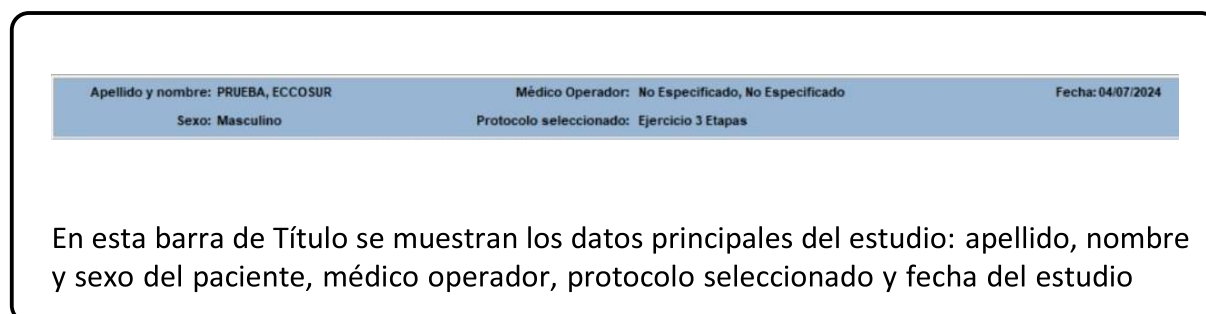 Apellido y nombre: PRUEBA, ECCOSUR Médico Operador: No Especificado, No Especificado Fecha: 04/07/2024
Sexo: Masculino Protocolo seleccionado: Ejercicio 3 Etapas
En esta barra de Título se muestran los datos principales del estudio: apellido, nombre
y sexo del paciente, médico operador, protocolo seleccionado y fecha del estudio